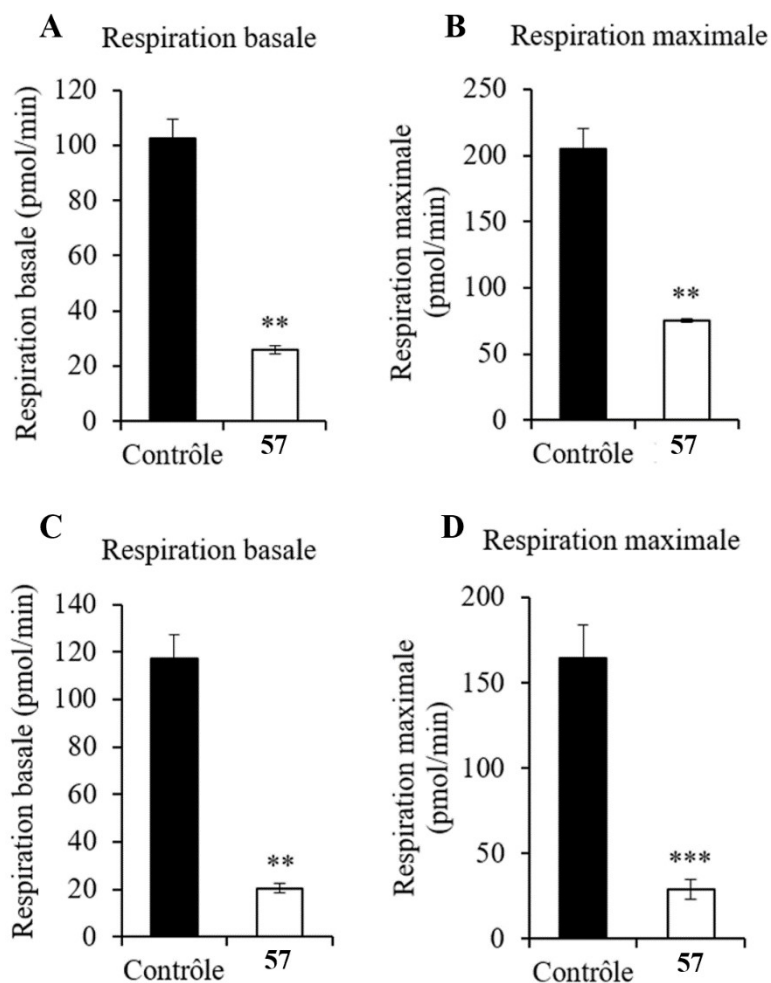 A
Respiration basale
Respiration basale (pmol/min)
120
100
80
60
40
20
0
**
Contrôle
57
B
Respiration maximale
Respiration maximale
(pmol/min)
250
200
150
100
50
0
**
Contrôle
57
C
Respiration basale
Respiration basale (pmol/min)
140
120
100
80
60
40
20
0
**
Contrôle
57
D
Respiration maximale
Respiration maximale
(pmol/min)
200
150
100
50
0
***
Contrôle
57